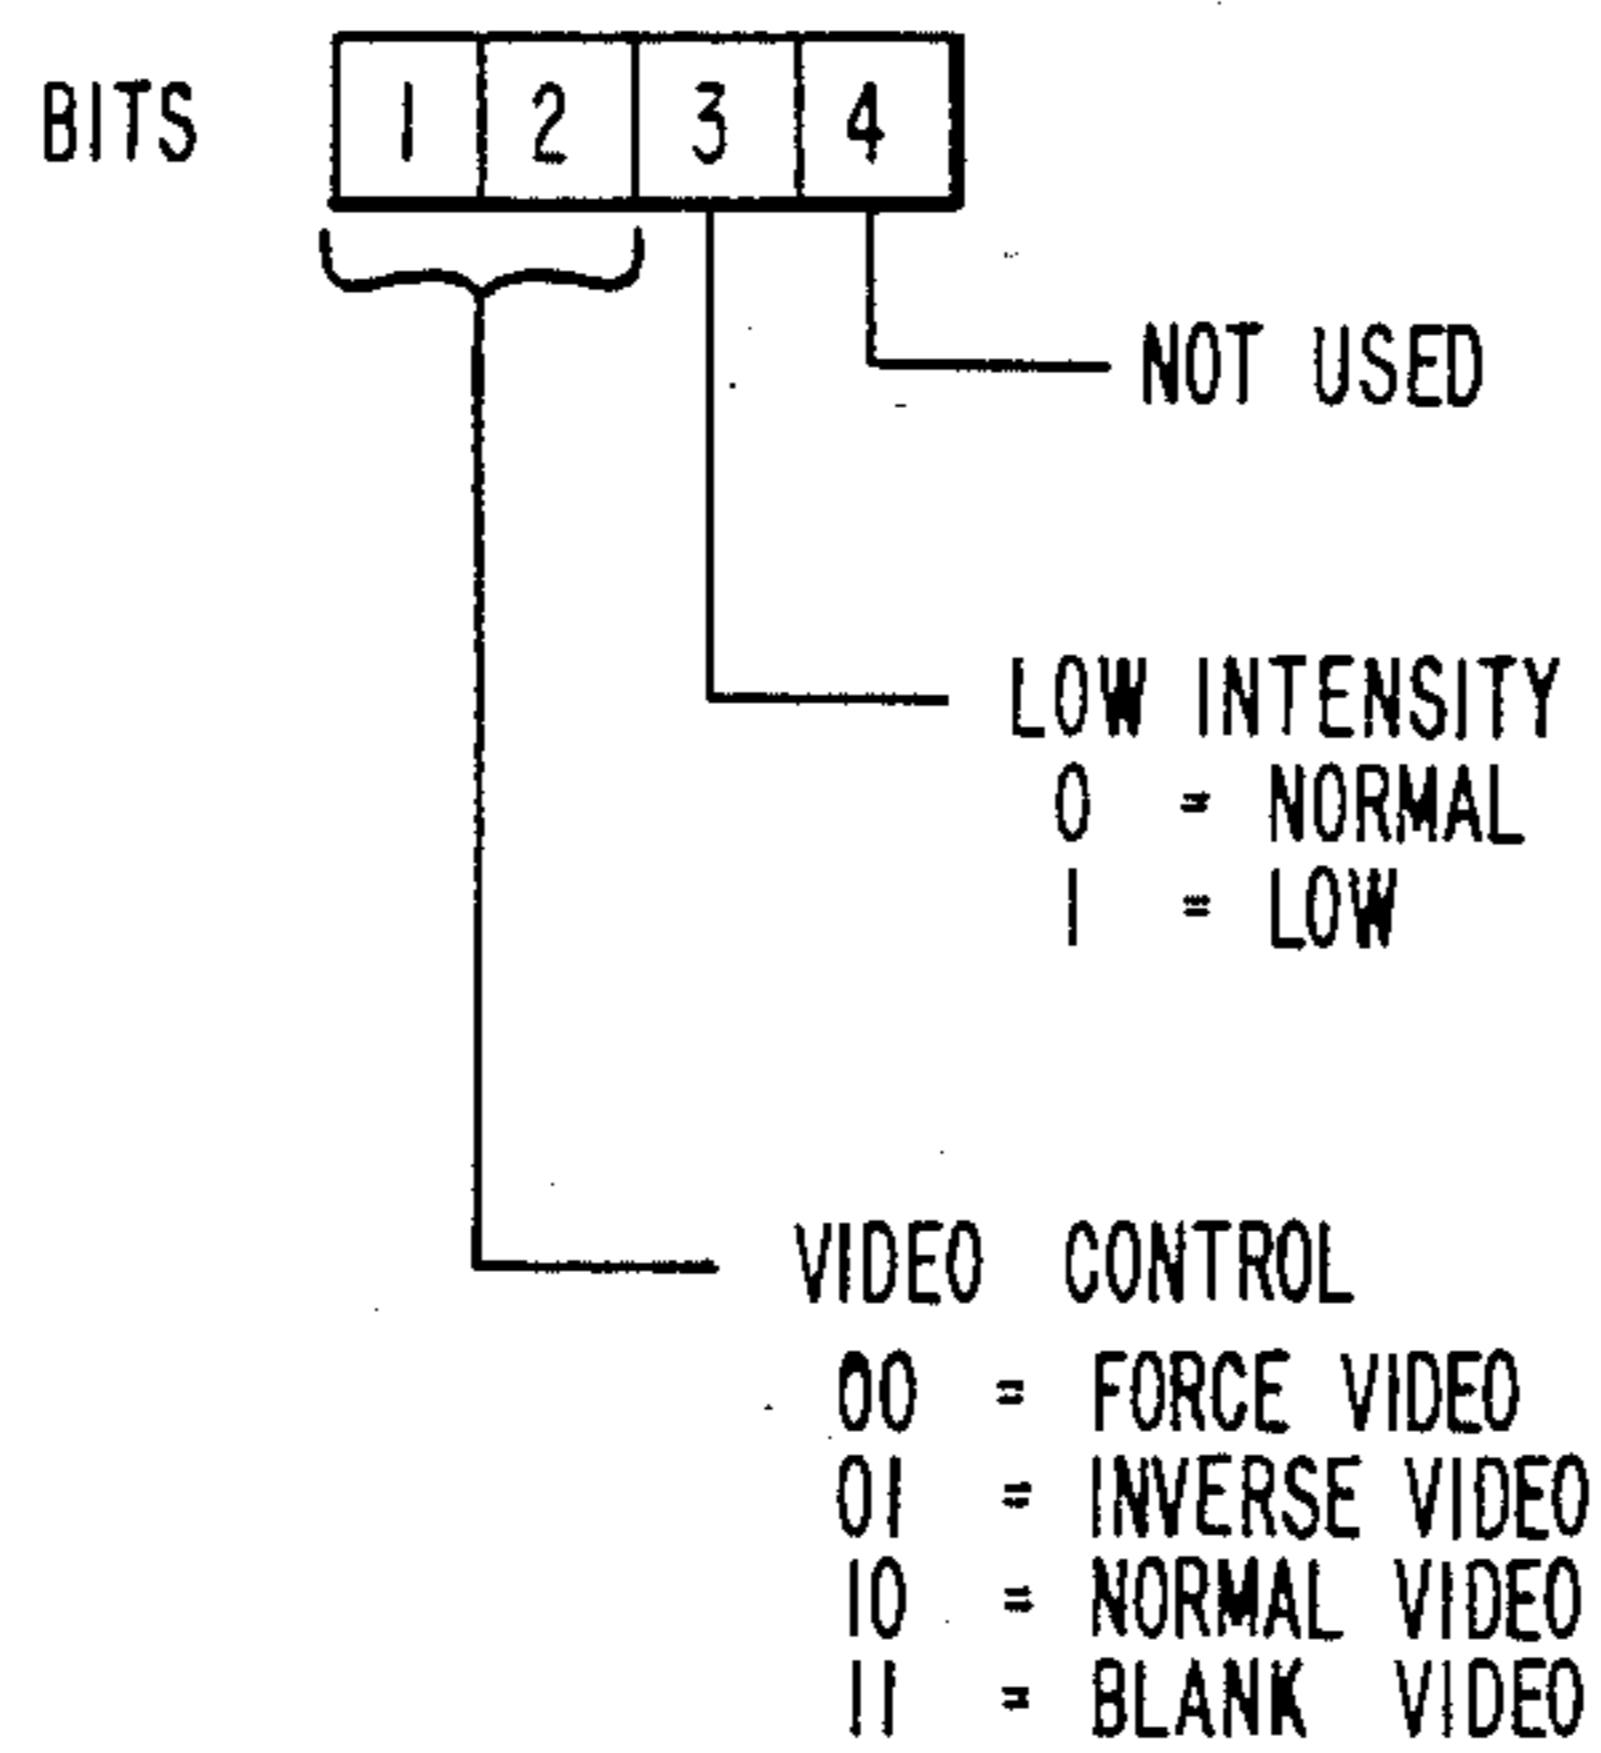 BITS 1 2 3 4
NOT USED
LOW INTENSITY
0 = NORMAL
1 = LOW
VIDEO CONTROL
00 = FORCE VIDEO
01 = INVERSE VIDEO
10 = NORMAL VIDEO
11 = BLANK VIDEO